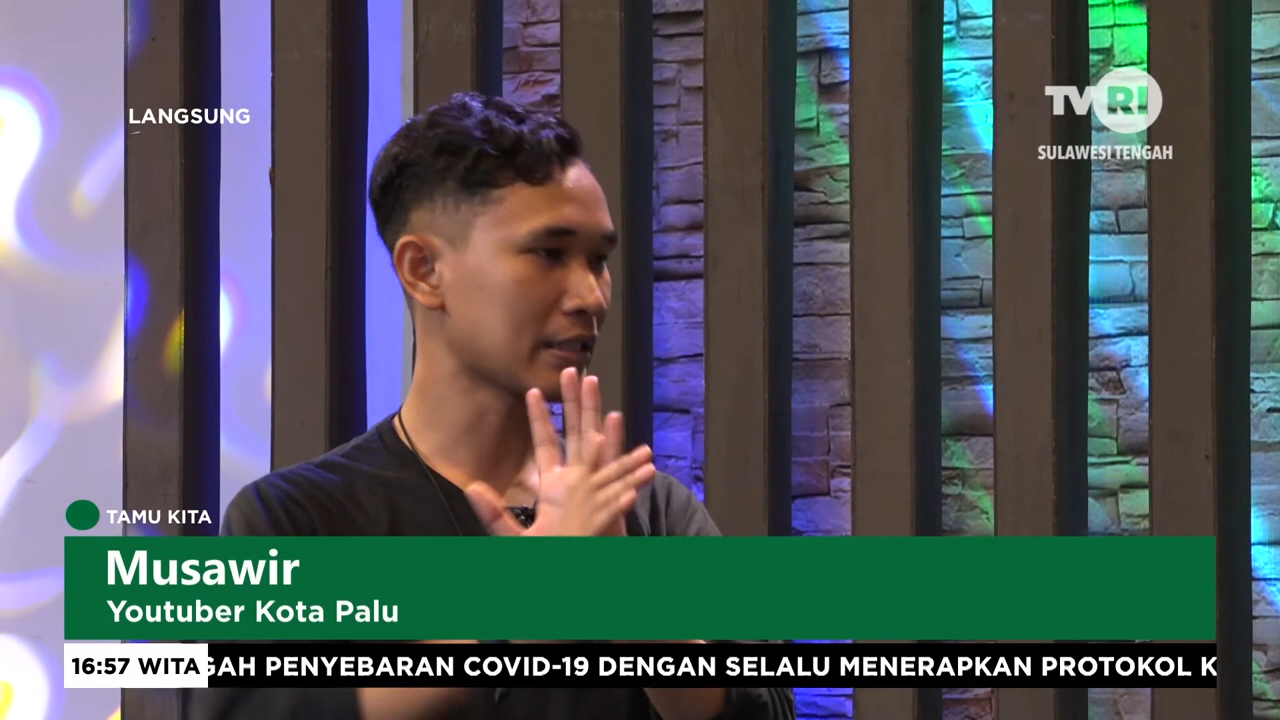 LANGSUNG
TVRI
SULAWESI TENGAH
TAMU KITA
Musawir
Youtuber Kota Palu
16:57 WITA GAH PENYEBARAN COVID-19 DENGAN SELALU MENERAPKAN PROTOKOL K